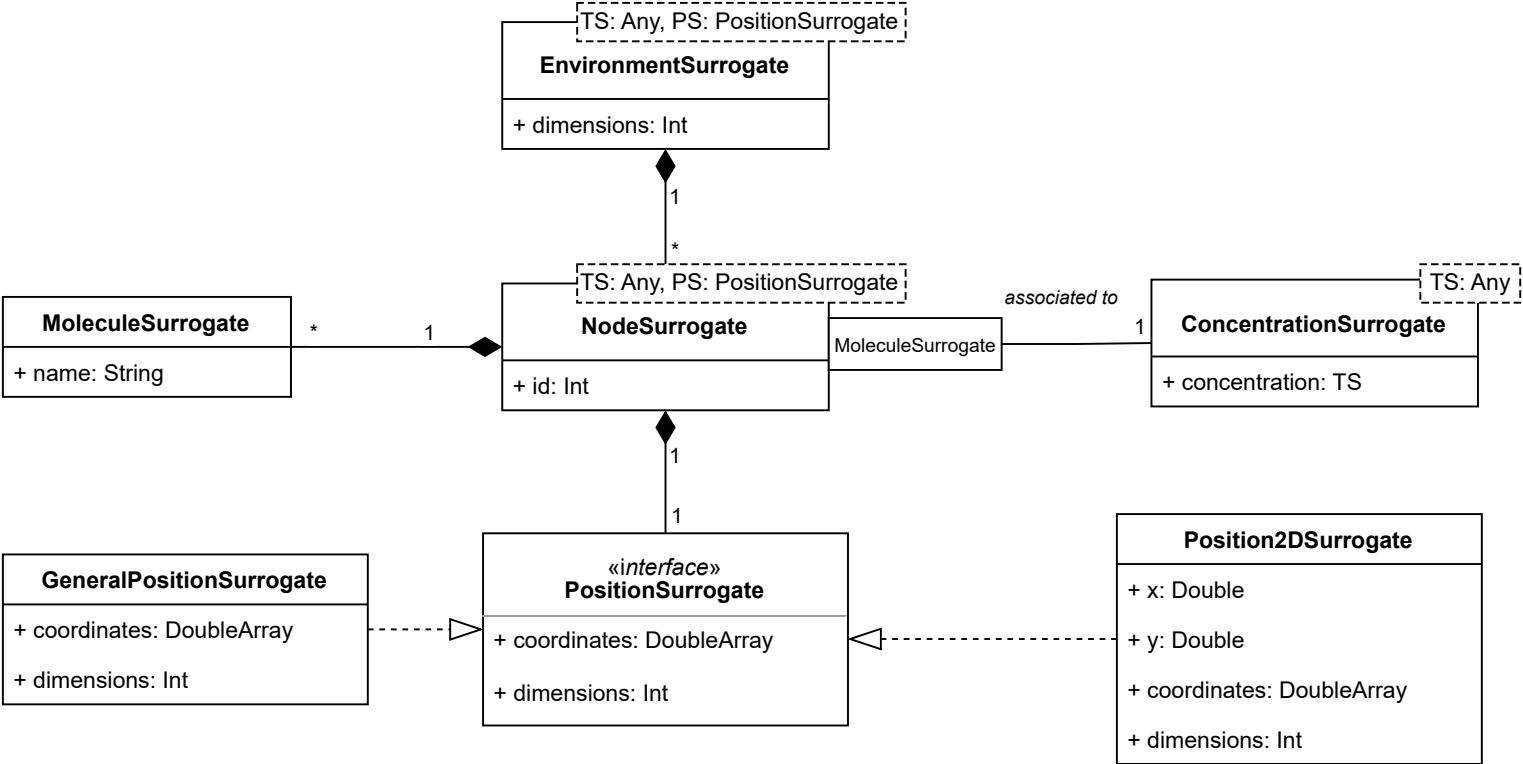 TS: Any, PS: PositionSurrogate
EnvironmentSurrogate
+ dimensions: Int
1
*
TS: Any, PS: PositionSurrogate
NodeSurrogate
+ id: Int
MoleculeSurrogate
+ name: String
*
1
MoleculeSurrogate
associated to
1
TS: Any
ConcentrationSurrogate
+ concentration: TS
1
1
GeneralPositionSurrogate
+ coordinates: DoubleArray
+ dimensions: Int
«interface»
PositionSurrogate
+ coordinates: DoubleArray
+ dimensions: Int
Position2DSurrogate
+ x: Double
+ y: Double
+ coordinates: DoubleArray
+ dimensions: Int